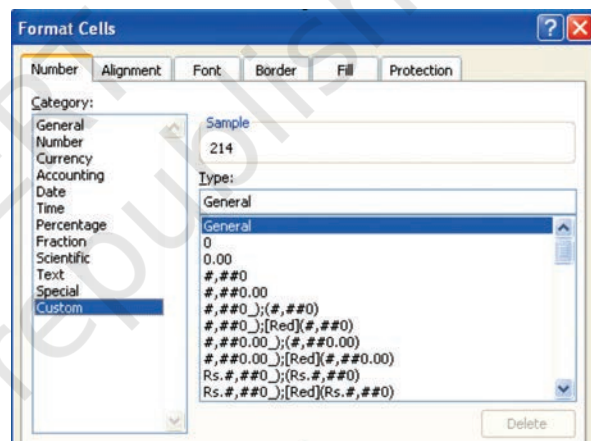 Format Cells
Number Alignment Font Border Fill Protection
Category:
General
Number
Currency
Accounting
Date
Time
Percentage
Fraction
Scientific
Text
Special
Custom
Sample
214
Type:
General
General
0
0.00
#,##0
#,##0.00
#,##0_);(#,##0)
#,##0_);[Red](#,##0)
#,##0.00_);(#,##0.00)
#,##0.00_);[Red](#,##0.00)
Rs.#,##0_);(Rs.#,##0)
Rs.#,##0_);[Red](Rs.#,##0)
Delete
republish